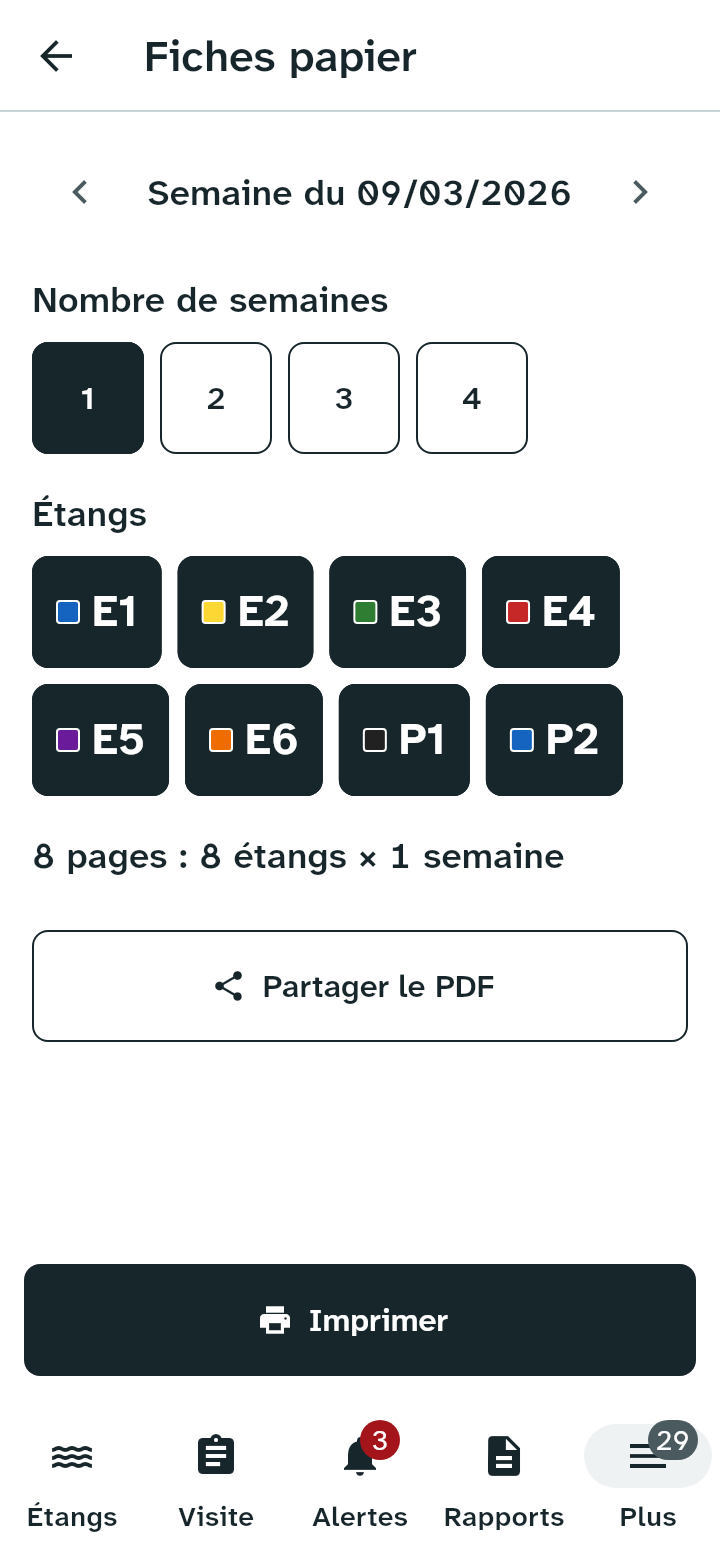 Fiches papier
Semaine du 09/03/2026
Nombre de semaines
1 2 3 4
Étangs
E1 E2 E3 E4
E5 E6 P1 P2
8 pages : 8 étangs × 1 semaine
Partager le PDF
Imprimer
3 29
Étangs Visite Alertes Rapports Plus